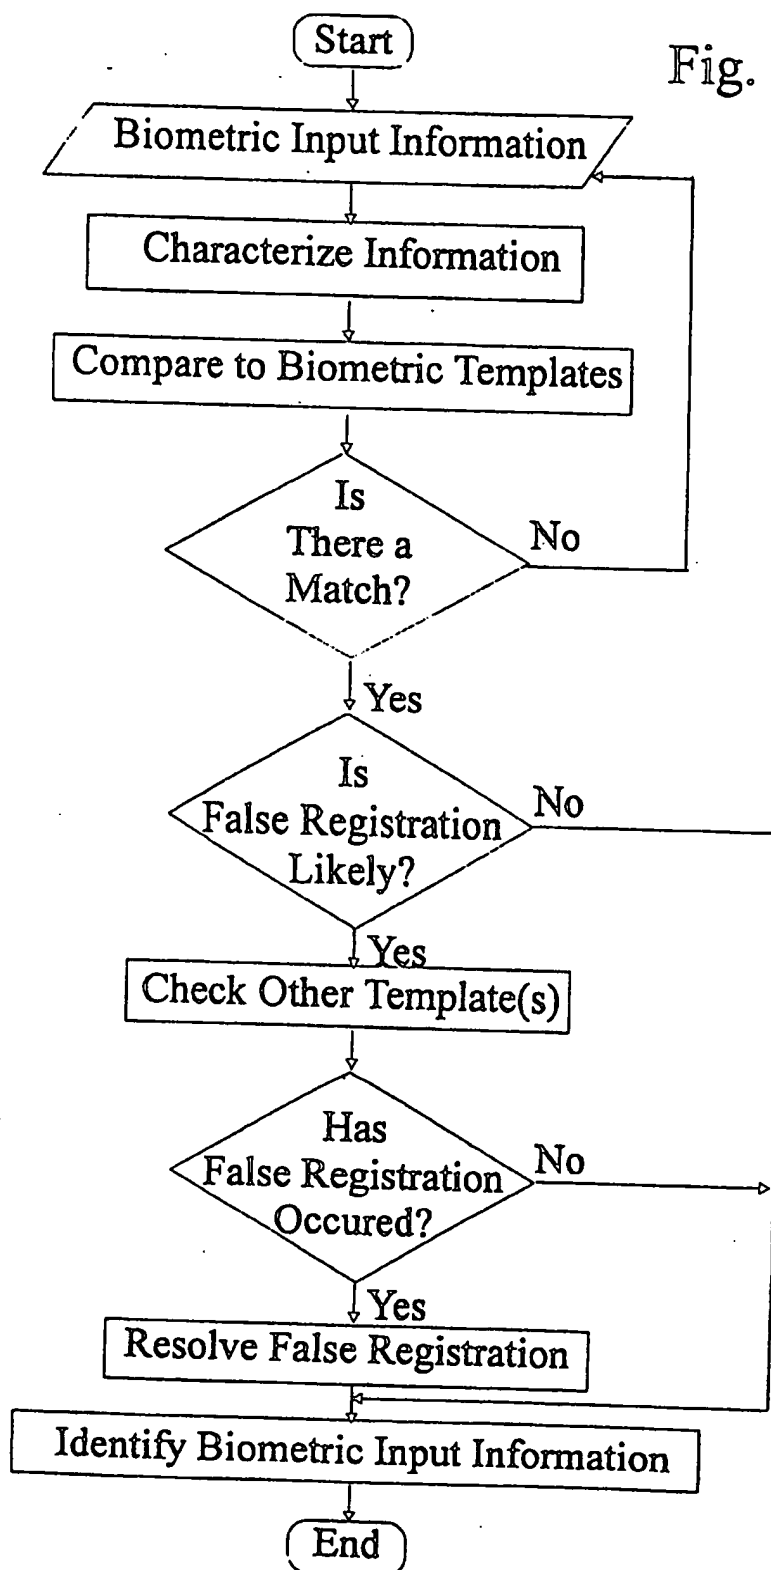 Start
Fig.
Biometric Input Information
Characterize Information
Compare to Biometric Templates
Is
There a
Match?
No
Yes
Is
False Registration
Likely?
No
Yes
Check Other Template(s)
Has
False Registration
Occured?
No
Yes
Resolve False Registration
Identify Biometric Input Information
End